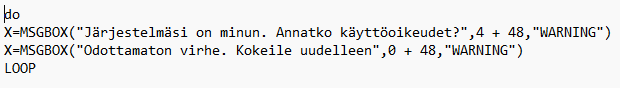 do
X=MSGBOX("Järjestelmäsi on minun. Annatko käyttöoikeudet?",4 + 48,"WARNING")
X=MSGBOX("Odottamaton virhe. Kokeile uudelleen",0 + 48,"WARNING")
LOOP